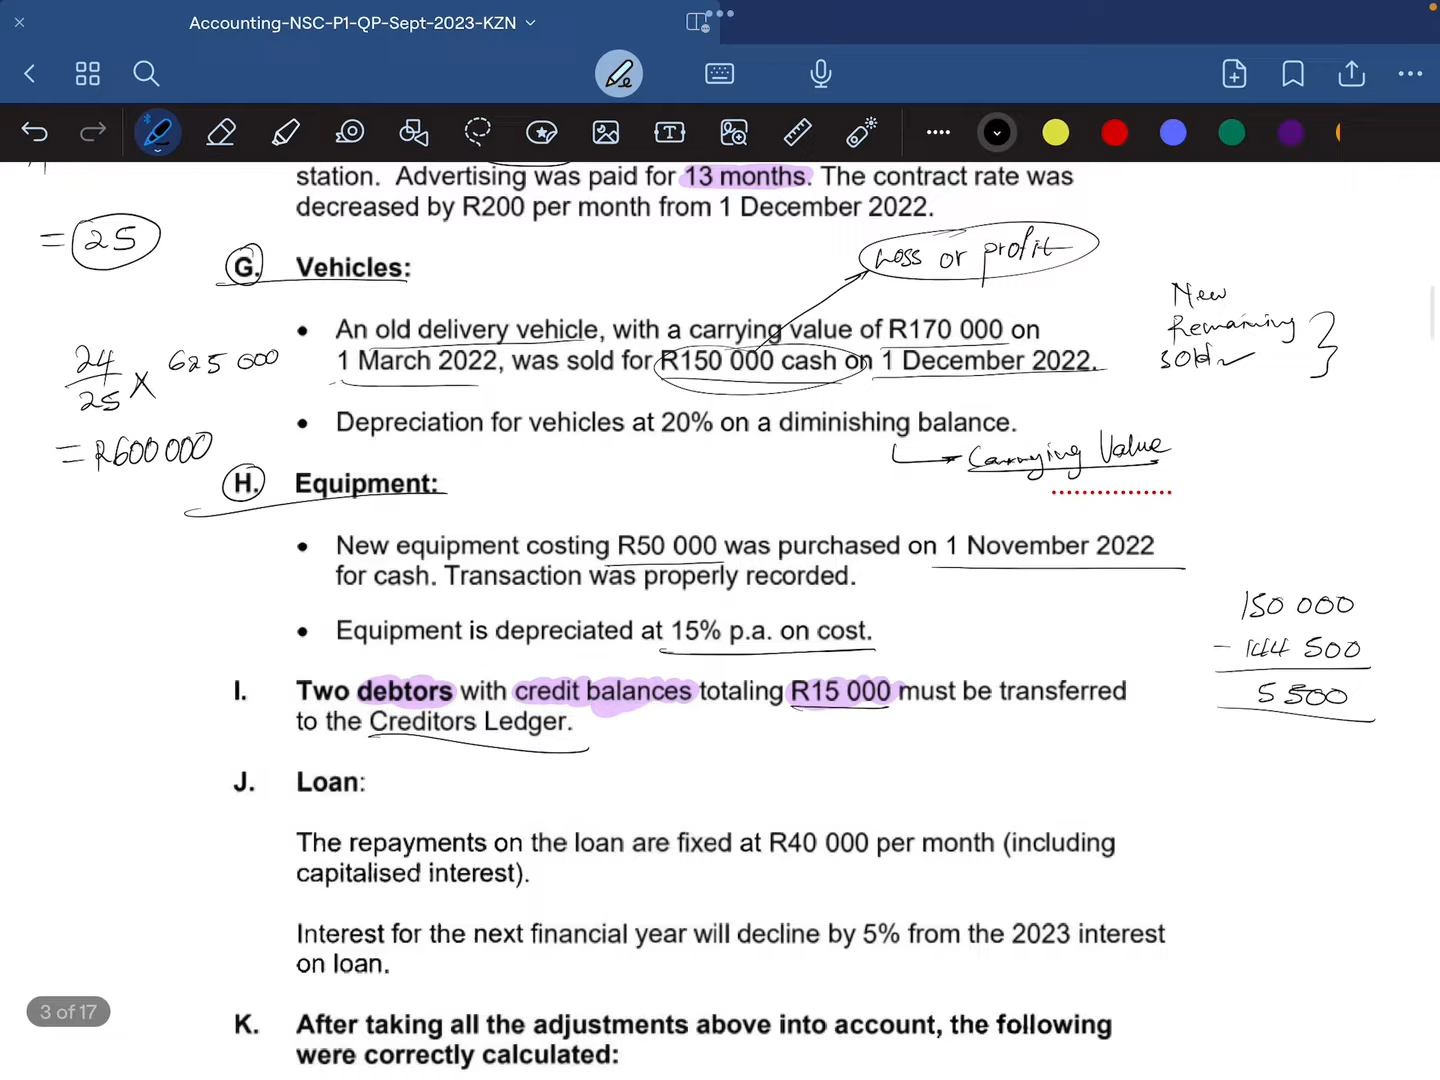 Accounting-NSC-P1-QP-Sept-2023-KZN
station. Advertising was paid for 13 months. The contract rate was
decreased by R200 per month from 1 December 2022.
= 25
Loss or profit
G. Vehicles:
New
Remaining
sold
• An old delivery vehicle, with a carrying value of R170 000 on
1 March 2022, was sold for R150 000 cash on 1 December 2022.
24
25
× 625 000
= R600 000
• Depreciation for vehicles at 20% on a diminishing balance.
Carrying Value
H. Equipment:
• New equipment costing R50 000 was purchased on 1 November 2022
for cash. Transaction was properly recorded.
• Equipment is depreciated at 15% p.a. on cost.
150 000
- 144 500
5 500
I. Two debtors with credit balances totaling R15 000 must be transferred
to the Creditors Ledger.
J. Loan:
The repayments on the loan are fixed at R40 000 per month (including
capitalised interest).
Interest for the next financial year will decline by 5% from the 2023 interest
on loan.
3 of 17
K. After taking all the adjustments above into account, the following
were correctly calculated: